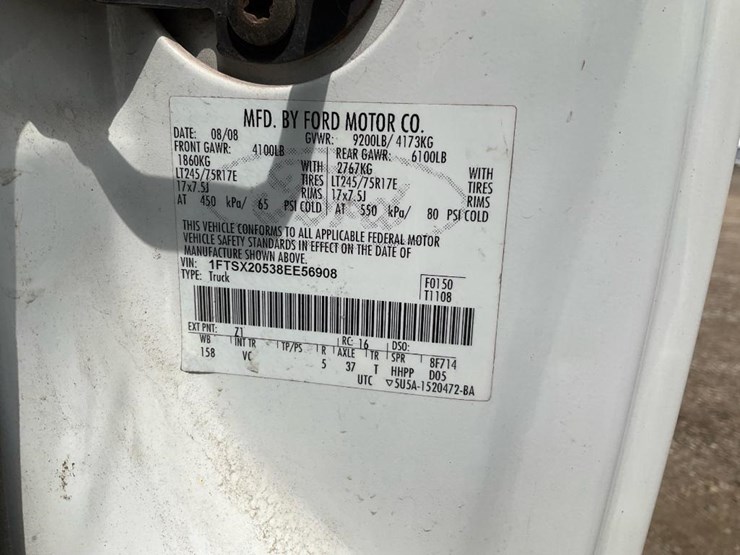 MFD. BY FORD MOTOR CO.
DATE: 08/08 GVWR: 9200LB/ 4173KG
FRONT GAWR: 4100LB REAR GAWR: 6100LB
1860KG WITH 2767KG WITH
LT245/75R17E TIRES LT245/75R17E TIRES
17x7.5J RIMS 17x7.5J RIMS
AT 450 kPa/ 65 PSI COLD AT 550 kPa/ 80 PSI COLD
THIS VEHICLE CONFORMS TO ALL APPLICABLE FEDERAL MOTOR
VEHICLE SAFETY STANDARDS IN EFFECT ON THE DATE OF
MANUFACTURE SHOWN ABOVE.
VIN: 1FTSX20538EE56908
TYPE: Truck
F0150
T1108
EXT PNT: Z1 RC: 16 DSO:
WB INT TR TP/PS R AXLE TR SPR 8F714
158 VC 5 37 T HHPP D05
UTC ▽5U5A-1520472-BA